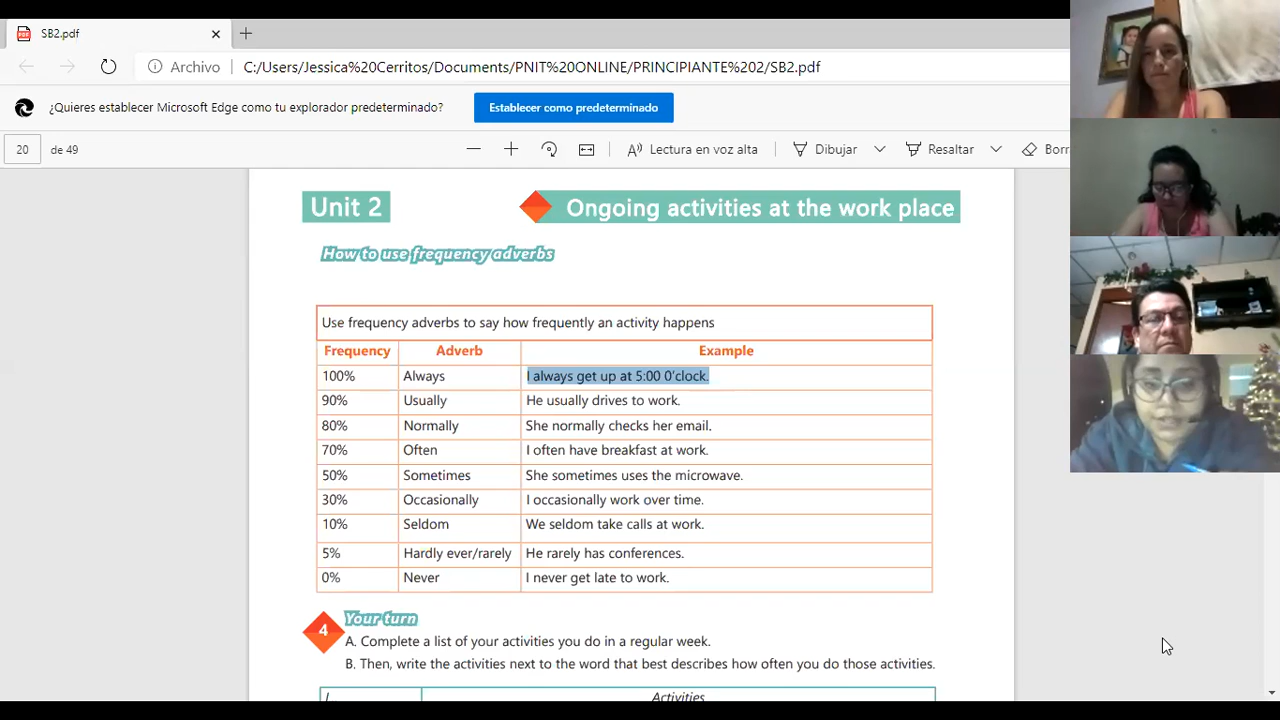 SB2.pdf
Archivo C:/Users/Jessica%20Cerritos/Documents/PNIT%20ONLINE/PRINCIPIANTE%202/SB2.pdf
¿Quieres establecer Microsoft Edge como tu explorador predeterminado? Establecer como predeterminado
20 de 49 Lectura en voz alta Dibujar Resaltar Borr
Unit 2 Ongoing activities at the work place
How to use frequency adverbs
Use frequency adverbs to say how frequently an activity happens
Frequency Adverb Example
100% Always I always get up at 5:00 0'clock.
90% Usually He usually drives to work.
80% Normally She normally checks her email.
70% Often I often have breakfast at work.
50% Sometimes She sometimes uses the microwave.
30% Occasionally I occasionally work over time.
10% Seldom We seldom take calls at work.
5% Hardly ever/rarely He rarely has conferences.
0% Never I never get late to work.
4 Your turn
A. Complete a list of your activities you do in a regular week.
B. Then, write the activities next to the word that best describes how often you do those activities.
I Activities